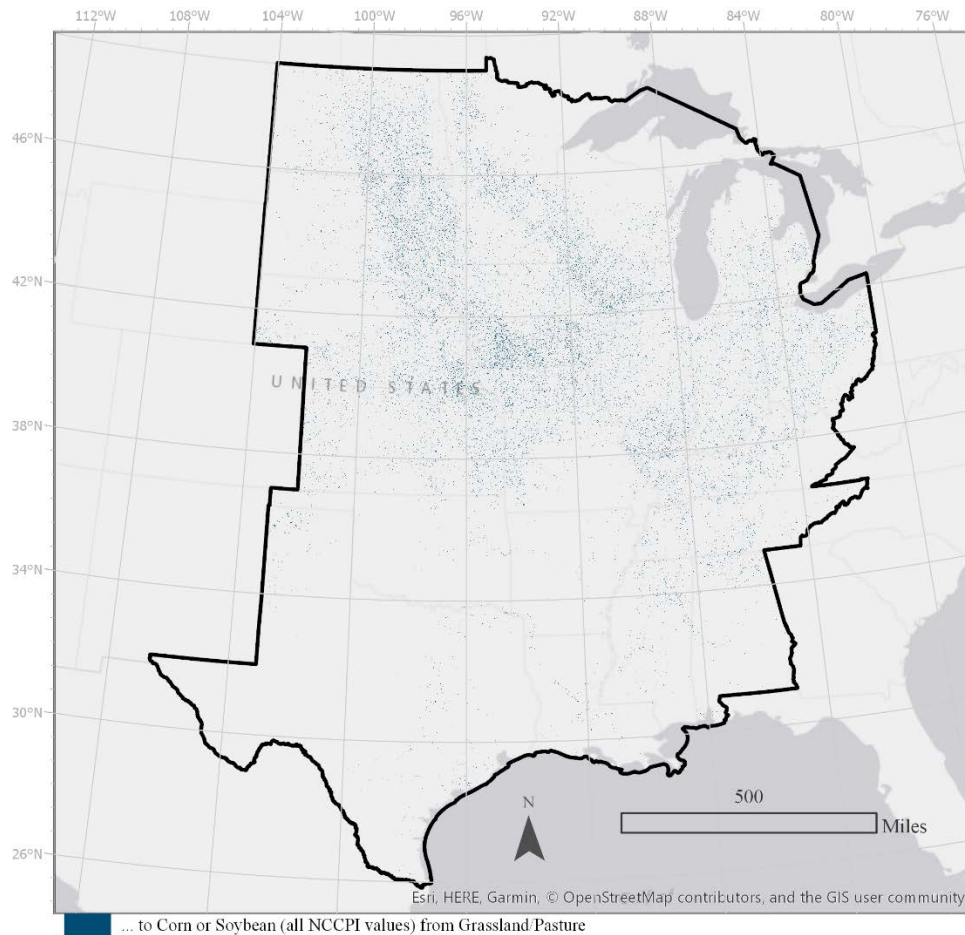 112°W 108°W 104°W 100°W 96°W 92°W 88°W 84°W 80°W 76°W
46°N
42°N
UNITED STATES
38°N
34°N
30°N
26°N
N
500
Miles
Esri, HERE, Garmin, © OpenStreetMap contributors, and the GIS user community
... to Corn or Soybean (all NCCPI values) from Grassland/Pasture